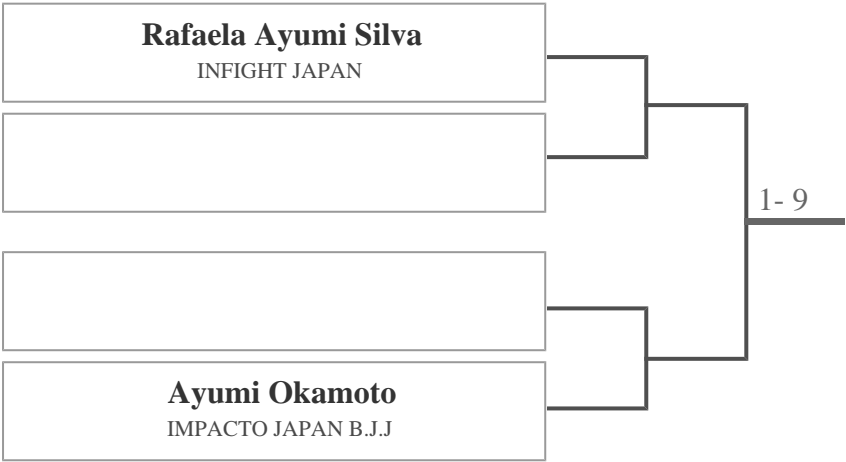 Rafaela Ayumi Silva
INFIGHT JAPAN
1- 9
Ayumi Okamoto
IMPACTO JAPAN B.J.J